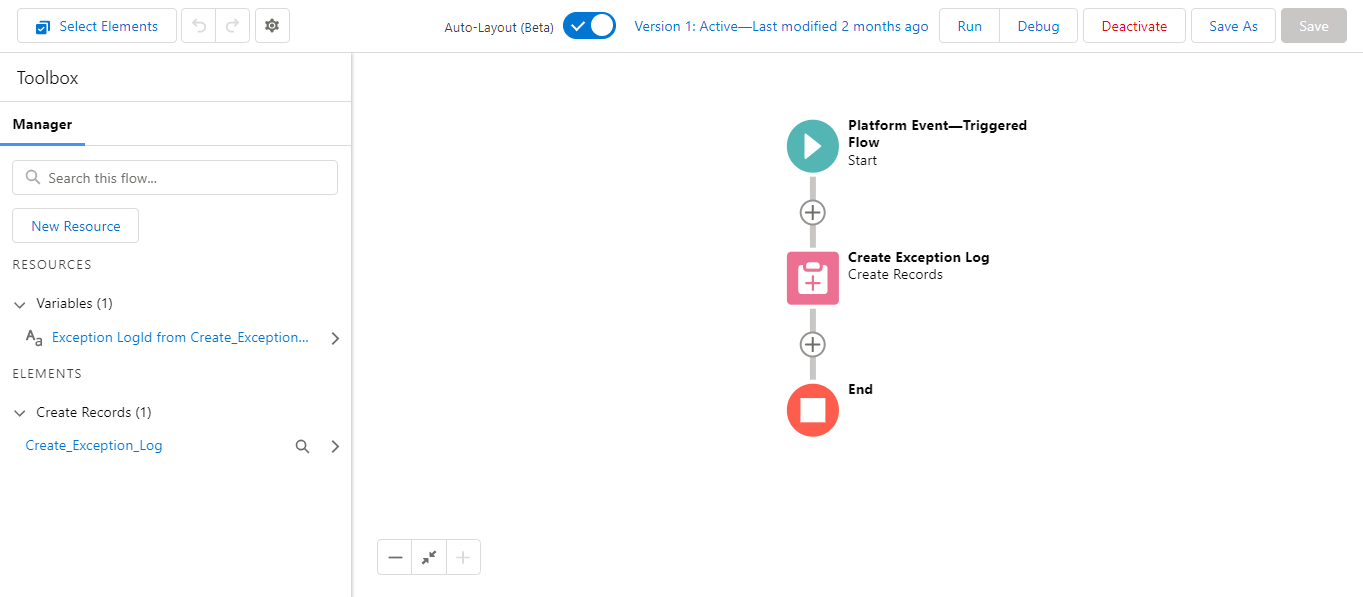 Select Elements
Auto-Layout (Beta)
Version 1: Active—Last modified 2 months ago
Run
Debug
Deactivate
Save As
Save
Toolbox
Manager
Search this flow...
New Resource
RESOURCES
Variables (1)
Aa
Exception LogId from Create_Exception...
ELEMENTS
Create Records (1)
Create_Exception_Log
Platform Event—Triggered
Flow
Start
Create Exception Log
Create Records
End